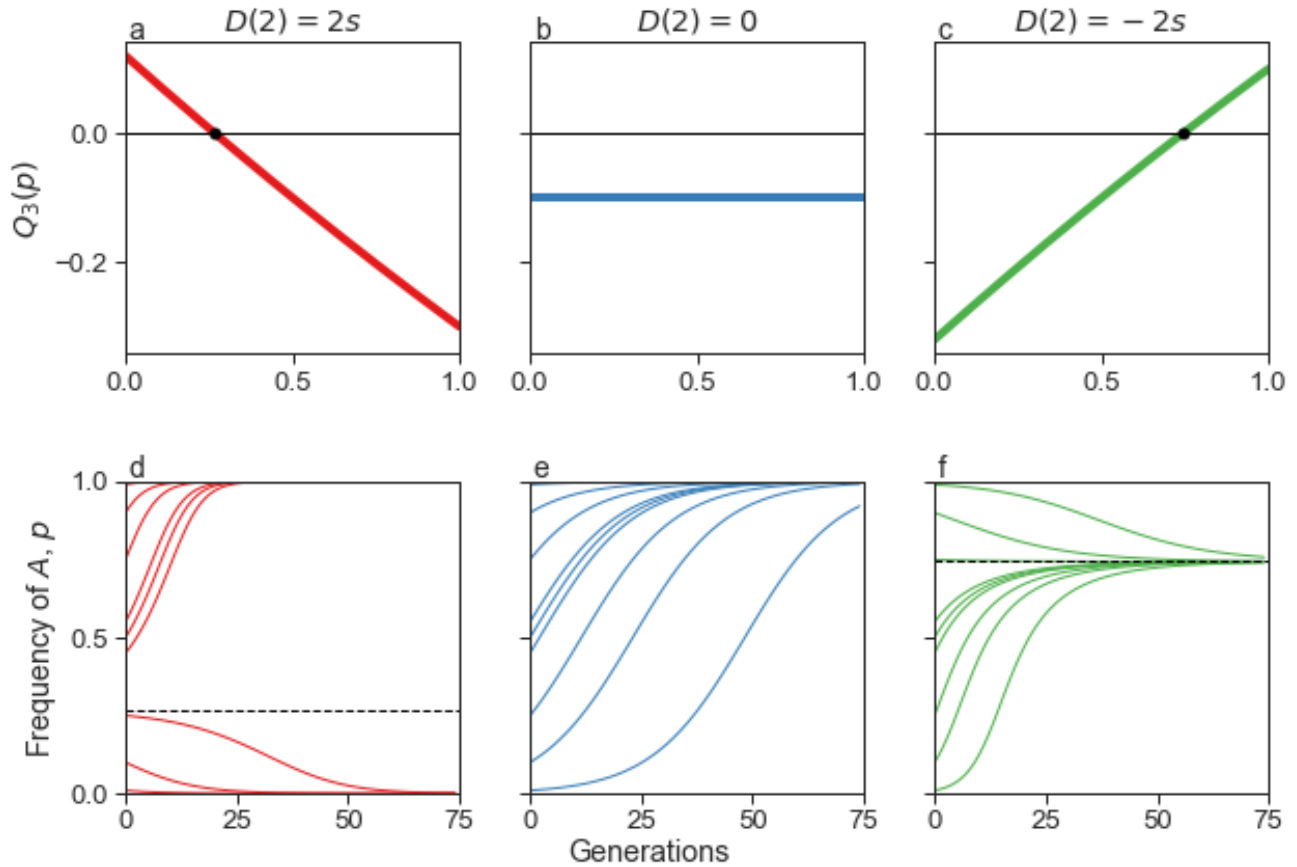 a D(2) = 2s
b D(2) = 0
c D(2) = − 2s
Q₃(p)
0.0
−0.2
0.0 0.5 1.0
0.0 0.5 1.0
0.0 0.5 1.0
d
e
f
Frequency of A, p
1.0
0.5
0.0
0 25 50 75
0 25 50 75
0 25 50 75
Generations